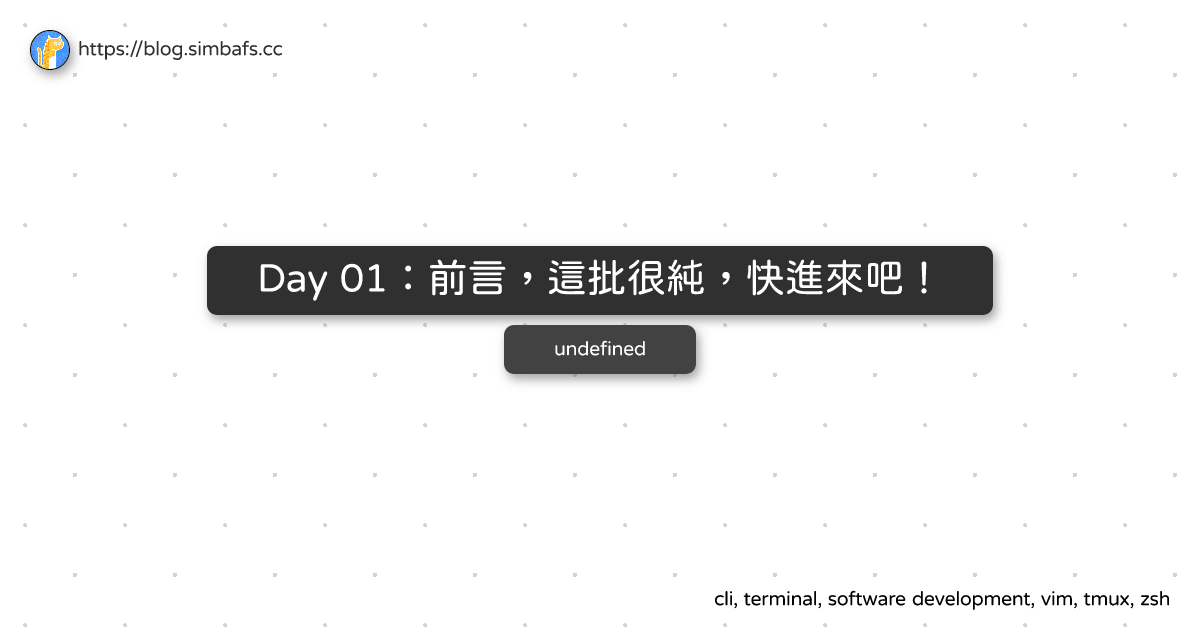 https://blog.simbafs.cc
Day 01：前言，這批很純，快進來吧！
undefined
cli, terminal, software development, vim, tmux, zsh